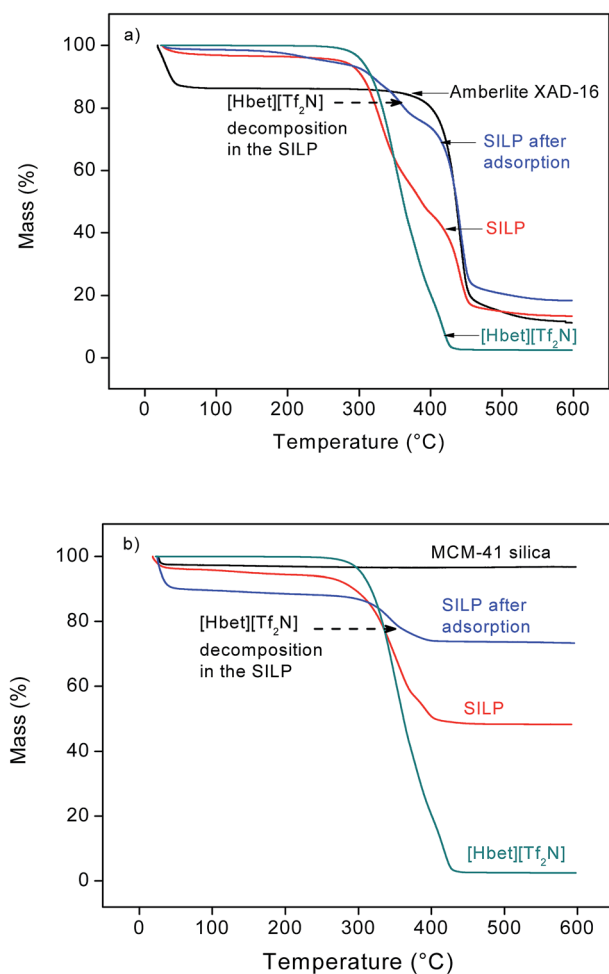 a)
100
80
60
40
20
0
Mass (%)
Amberlite XAD-16
[Hbet][Tf₂N]
decomposition
in the SILP
SILP after
adsorption
SILP
[Hbet][Tf₂N]
0 100 200 300 400 500 600
Temperature (°C)
b)
100
80
60
40
20
0
Mass (%)
MCM-41 silica
SILP after
adsorption
[Hbet][Tf₂N]
decomposition
in the SILP
SILP
[Hbet][Tf₂N]
0 100 200 300 400 500 600
Temperature (°C)